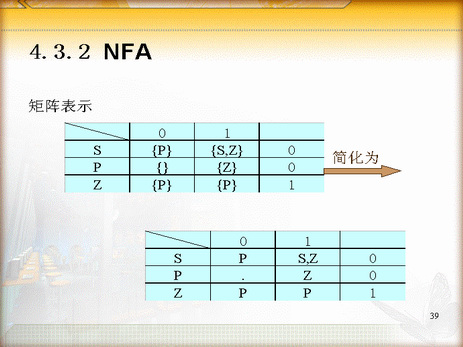 4.3.2 NFA
矩阵表示
0 1
S {P} {S,Z} 0
P {} {Z} 0
Z {P} {P} 1
简化为
0 1
S P S,Z 0
P . Z 0
Z P P 1
39